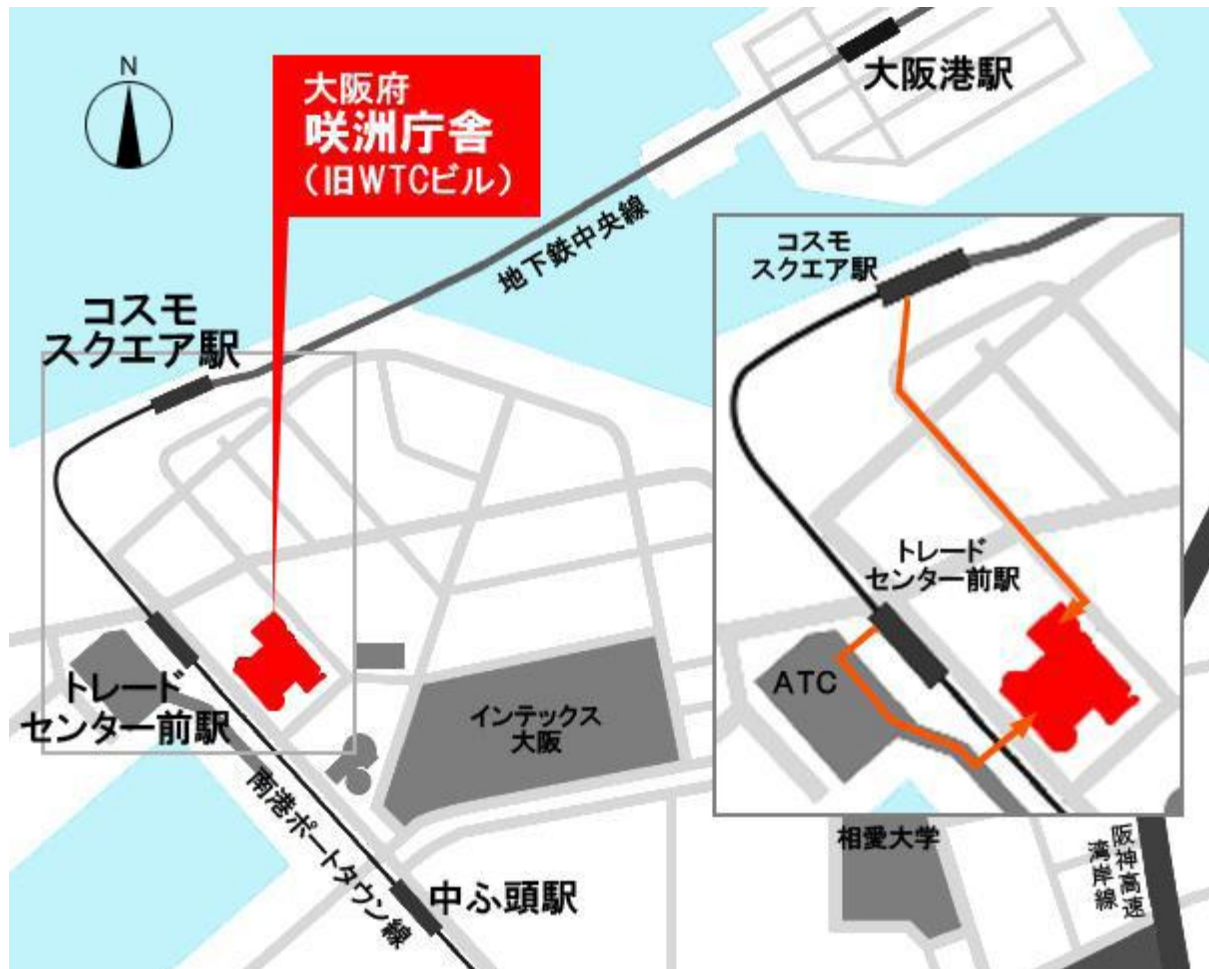 N
大阪府
咲洲庁舎
（旧WTCビル）
大阪港駅
地下鉄中央線
コスモ
スクエア駅
コスモ
スクエア駅
トレード
センター前駅
ATC
トレード
センター前駅
インテックス
大阪
南港ポートタウン線
中ふ頭駅
相愛大学
阪神高速
湾岸線